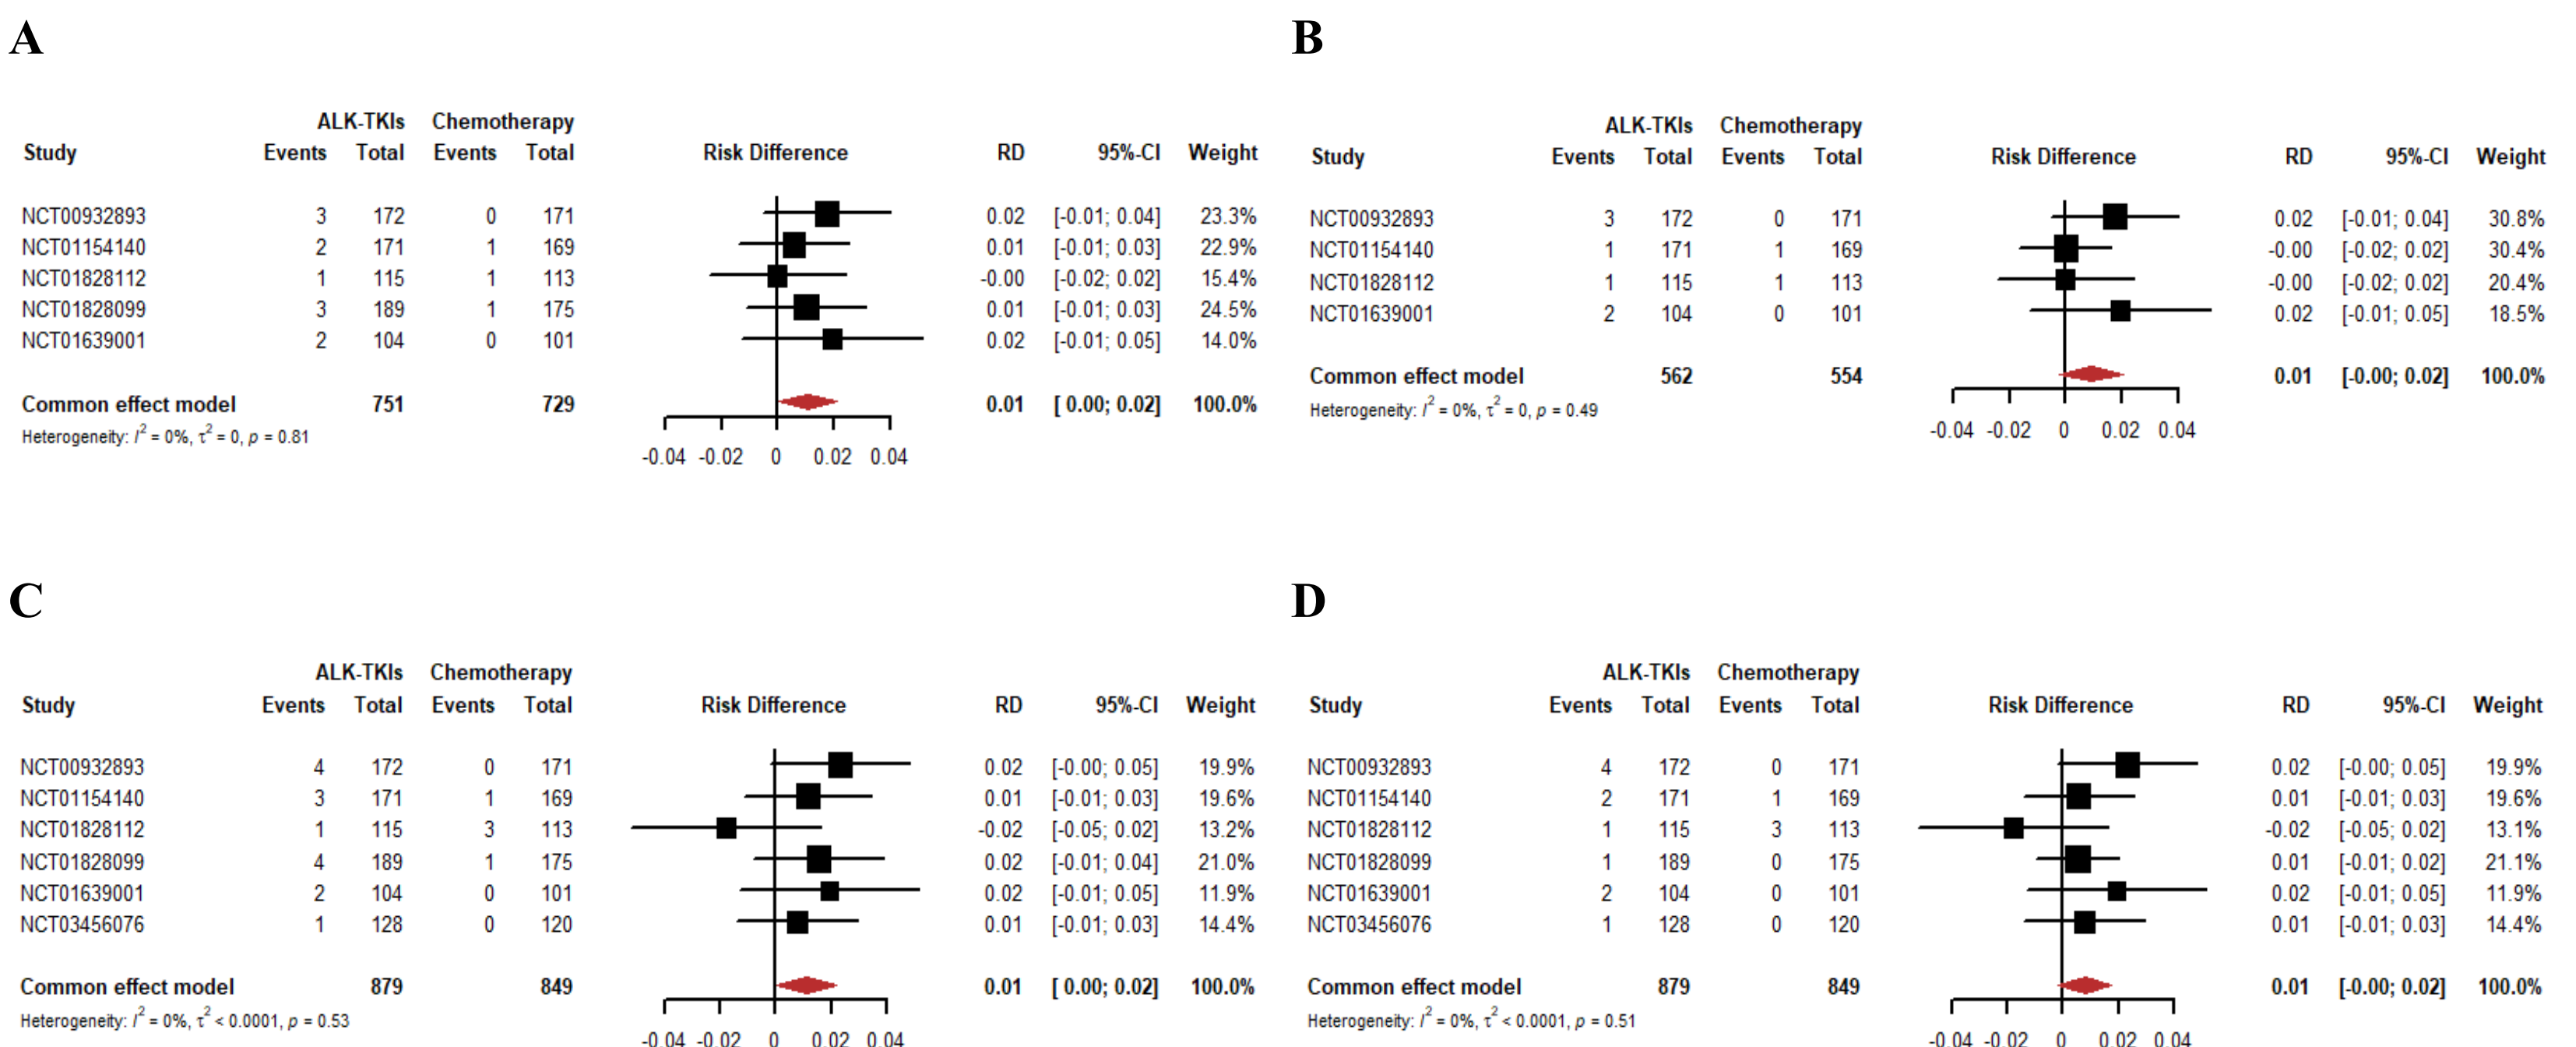 A
ALK-TKIs Chemotherapy
Study Events Total Events Total Risk Difference RD 95%-CI Weight
NCT00932893 3 172 0 171 0.02 [-0.01; 0.04] 23.3%
NCT01154140 2 171 1 169 0.01 [-0.01; 0.03] 22.9%
NCT01828112 1 115 1 113 -0.00 [-0.02; 0.02] 15.4%
NCT01828099 3 189 1 175 0.01 [-0.01; 0.03] 24.5%
NCT01639001 2 104 0 101 0.02 [-0.01; 0.05] 14.0%
Common effect model 751 729 0.01 [ 0.00; 0.02] 100.0%
Heterogeneity: I² = 0%, τ² = 0, p = 0.81
-0.04 -0.02 0 0.02 0.04
B
ALK-TKIs Chemotherapy
Study Events Total Events Total Risk Difference RD 95%-CI Weight
NCT00932893 3 172 0 171 0.02 [-0.01; 0.04] 30.8%
NCT01154140 1 171 1 169 -0.00 [-0.02; 0.02] 30.4%
NCT01828112 1 115 1 113 -0.00 [-0.02; 0.02] 20.4%
NCT01639001 2 104 0 101 0.02 [-0.01; 0.05] 18.5%
Common effect model 562 554 0.01 [-0.00; 0.02] 100.0%
Heterogeneity: I² = 0%, τ² = 0, p = 0.49
-0.04 -0.02 0 0.02 0.04
C
ALK-TKIs Chemotherapy
Study Events Total Events Total Risk Difference RD 95%-CI Weight
NCT00932893 4 172 0 171 0.02 [-0.00; 0.05] 19.9%
NCT01154140 3 171 1 169 0.01 [-0.01; 0.03] 19.6%
NCT01828112 1 115 3 113 -0.02 [-0.05; 0.02] 13.2%
NCT01828099 4 189 1 175 0.02 [-0.01; 0.04] 21.0%
NCT01639001 2 104 0 101 0.02 [-0.01; 0.05] 11.9%
NCT03456076 1 128 0 120 0.01 [-0.01; 0.03] 14.4%
Common effect model 879 849 0.01 [ 0.00; 0.02] 100.0%
Heterogeneity: I² = 0%, τ² < 0.0001, p = 0.53
-0.04 -0.02 0 0.02 0.04
D
ALK-TKIs Chemotherapy
Study Events Total Events Total Risk Difference RD 95%-CI Weight
NCT00932893 4 172 0 171 0.02 [-0.00; 0.05] 19.9%
NCT01154140 2 171 1 169 0.01 [-0.01; 0.03] 19.6%
NCT01828112 1 115 3 113 -0.02 [-0.05; 0.02] 13.1%
NCT01828099 1 189 0 175 0.01 [-0.01; 0.02] 21.1%
NCT01639001 2 104 0 101 0.02 [-0.01; 0.05] 11.9%
NCT03456076 1 128 0 120 0.01 [-0.01; 0.03] 14.4%
Common effect model 879 849 0.01 [-0.00; 0.02] 100.0%
Heterogeneity: I² = 0%, τ² < 0.0001, p = 0.51
-0.04 -0.02 0 0.02 0.04